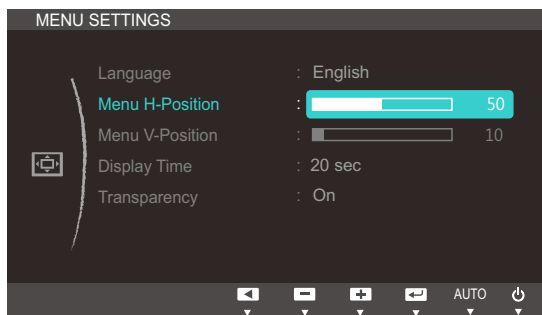 MENU SETTINGS
Language : English
Menu H-Position : 50
Menu V-Position : 10
Display Time : 20 sec
Transparency : On
AUTO